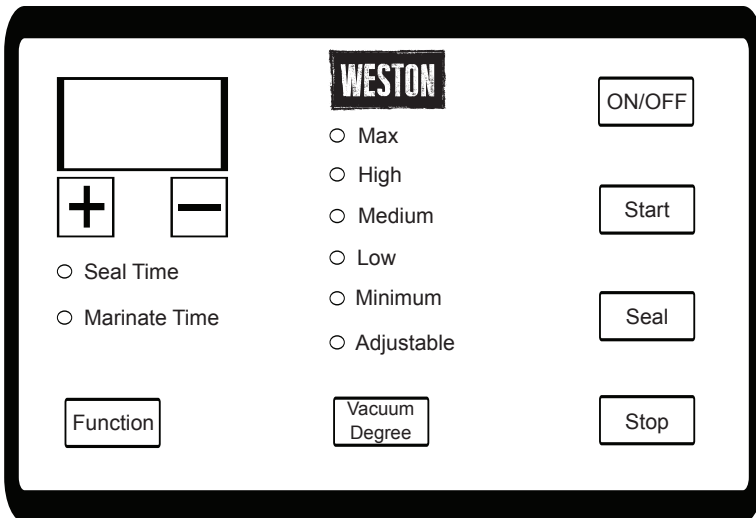 WESTON
ON/OFF
Max
High
+ −
Medium
Start
Low
Seal Time
Minimum
Marinate Time
Seal
Adjustable
Function
Vacuum
Degree
Stop